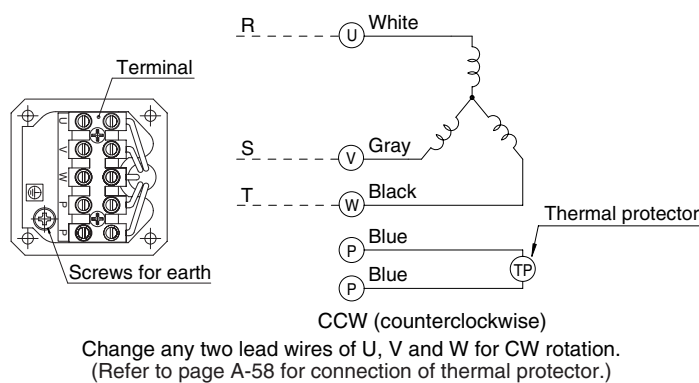 Terminal
U
V
W
P
P
Screws for earth
R
U
White
S
V
Gray
T
W
Black
P
Blue
P
Blue
Thermal protector
TP
CCW (counterclockwise)
Change any two lead wires of U, V and W for CW rotation.
(Refer to page A-58 for connection of thermal protector.)